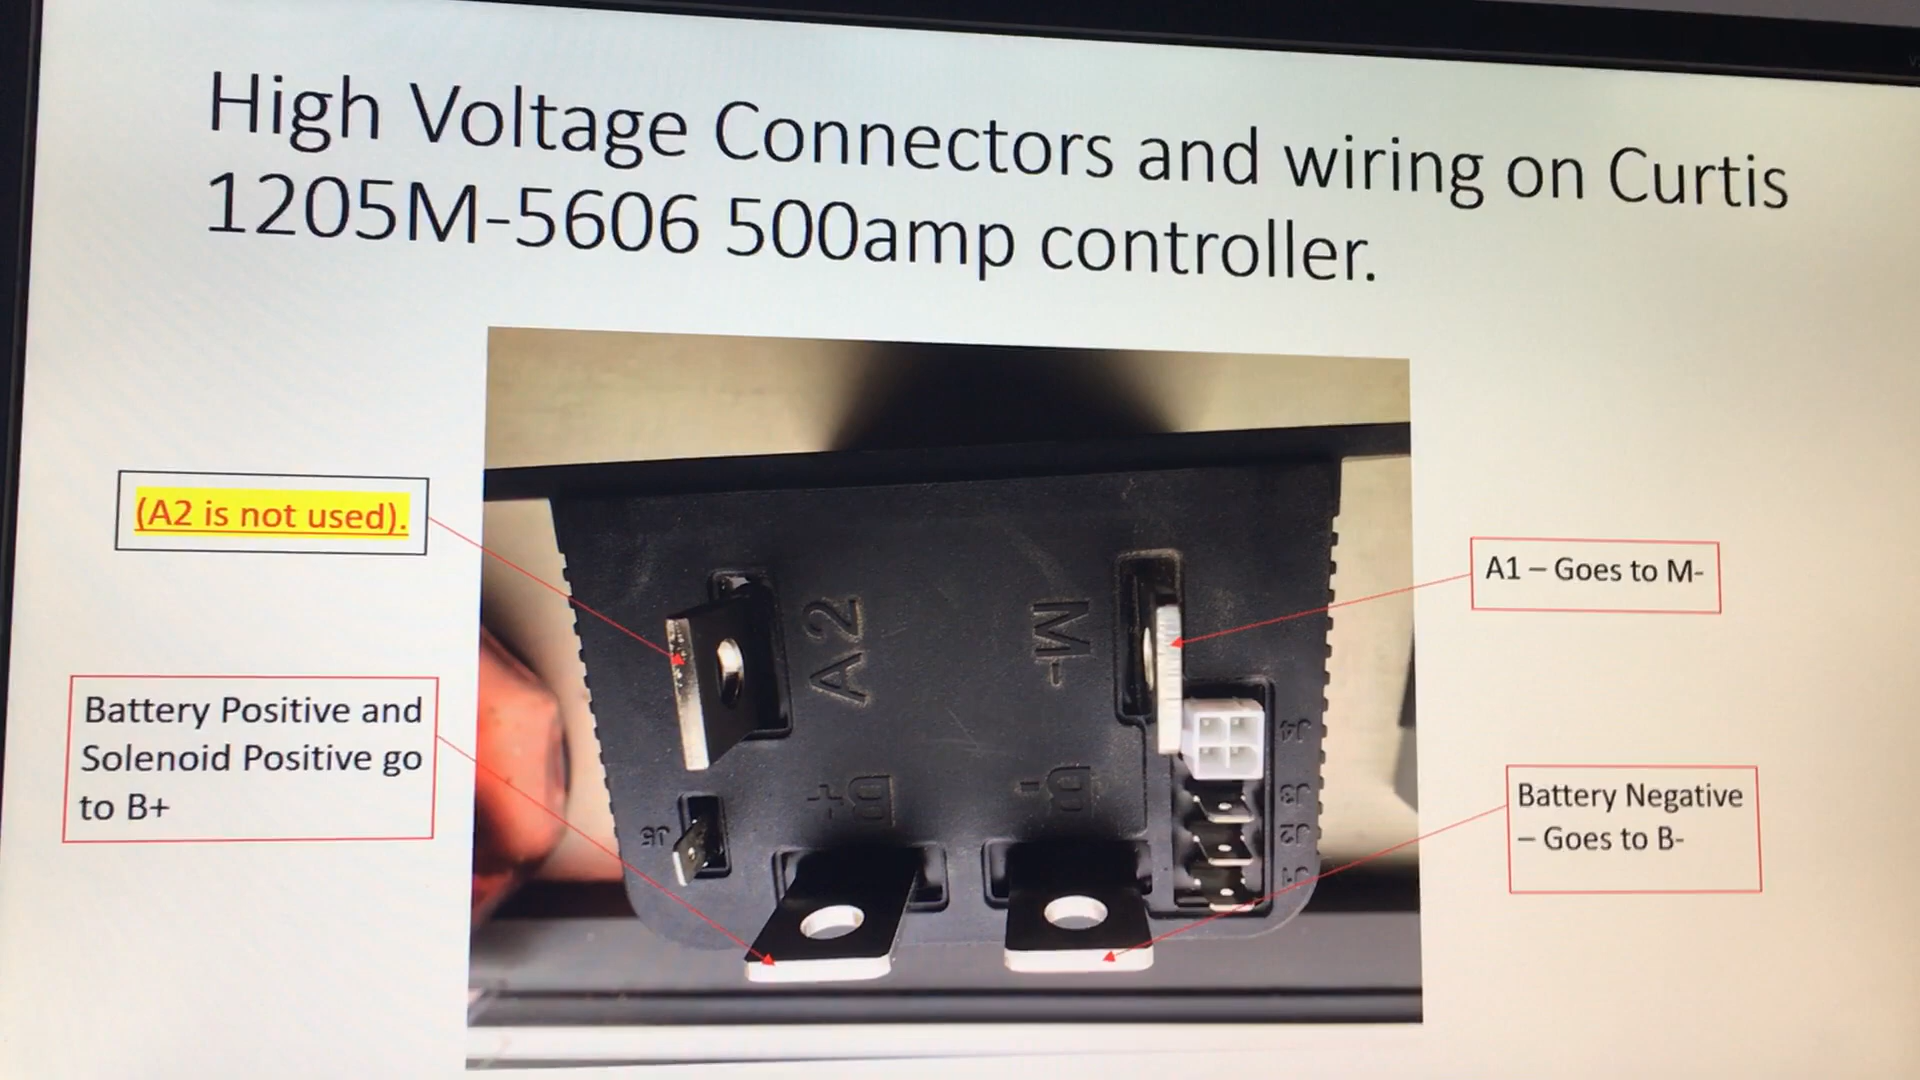 High Voltage Connectors and wiring on Curtis
1205M-5606 500amp controller.
(A2 is not used).
A1 – Goes to M-
Battery Positive and
Solenoid Positive go
to B+
Battery Negative
– Goes to B-
A2
M-
B+
B-
J5
J4
J3
J2
J1